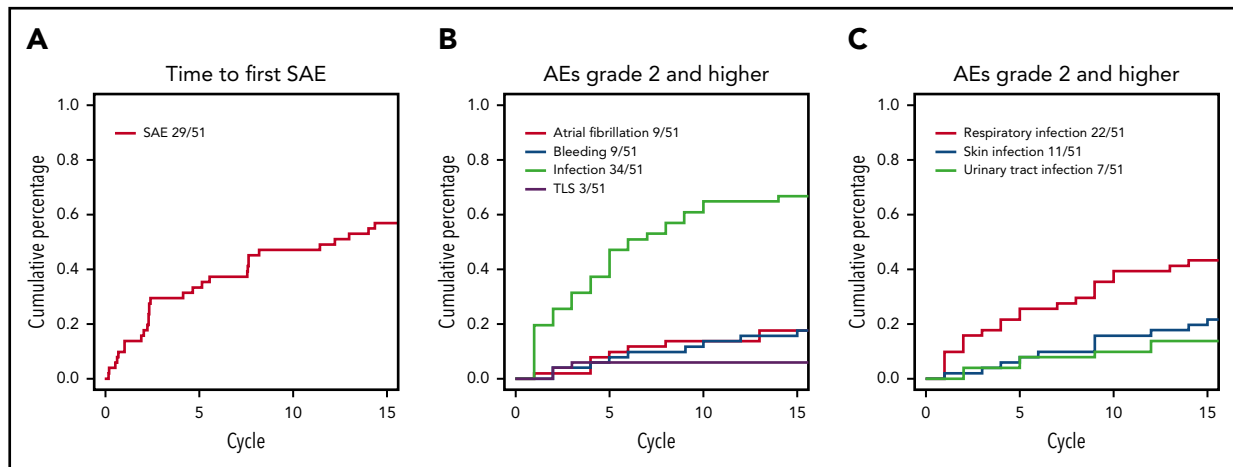 A
Time to first SAE
1.0
0.8
0.6
0.4
0.2
0.0
Cumulative percentage
SAE 29/51
0
5
10
15
Cycle
B
AEs grade 2 and higher
1.0
0.8
0.6
0.4
0.2
0.0
Cumulative percentage
Atrial fibrillation 9/51
Bleeding 9/51
Infection 34/51
TLS 3/51
0
5
10
15
Cycle
C
AEs grade 2 and higher
1.0
0.8
0.6
0.4
0.2
0.0
Cumulative percentage
Respiratory infection 22/51
Skin infection 11/51
Urinary tract infection 7/51
0
5
10
15
Cycle